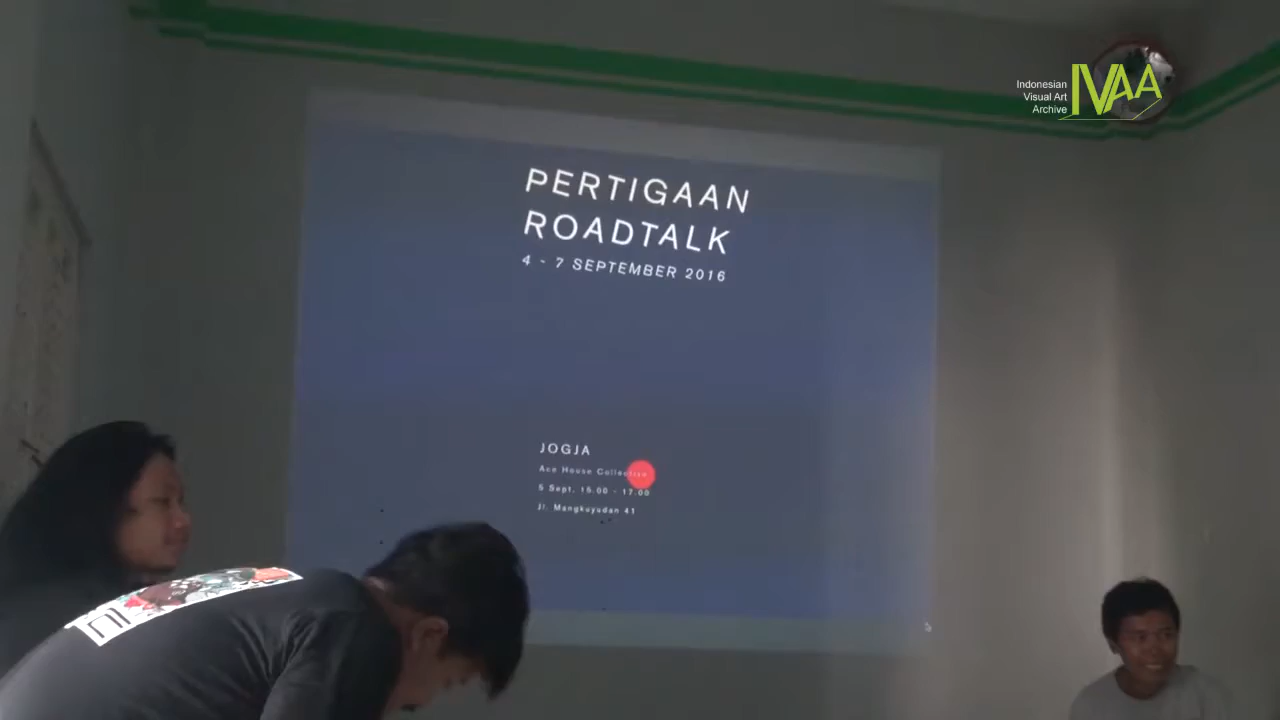 Indonesian
Visual Art
Archive
IVAA
PERTIGAAN
ROADTALK
4 - 7 SEPTEMBER 2016
JOGJA
Ace House Collective
5 Sept, 15.00 - 17.00
Jl. Mangkuyudan 41